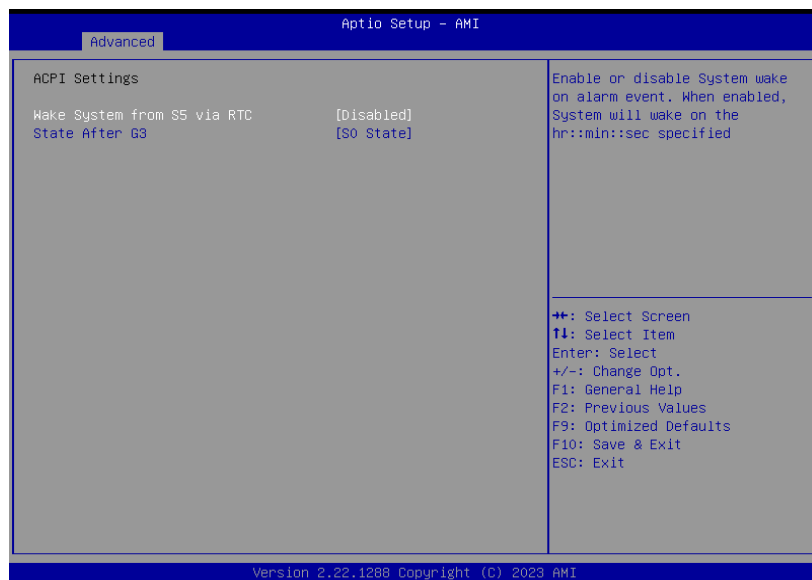 Aptio Setup – AMI
Advanced
ACPI Settings
Wake System from S5 via RTC [Disabled]
State After G3 [S0 State]
Enable or disable System wake
on alarm event. When enabled,
System will wake on the
hr::min::sec specified
→←: Select Screen
↑↓: Select Item
Enter: Select
+/-: Change Opt.
F1: General Help
F2: Previous Values
F9: Optimized Defaults
F10: Save & Exit
ESC: Exit
Version 2.22.1288 Copyright (C) 2023 AMI